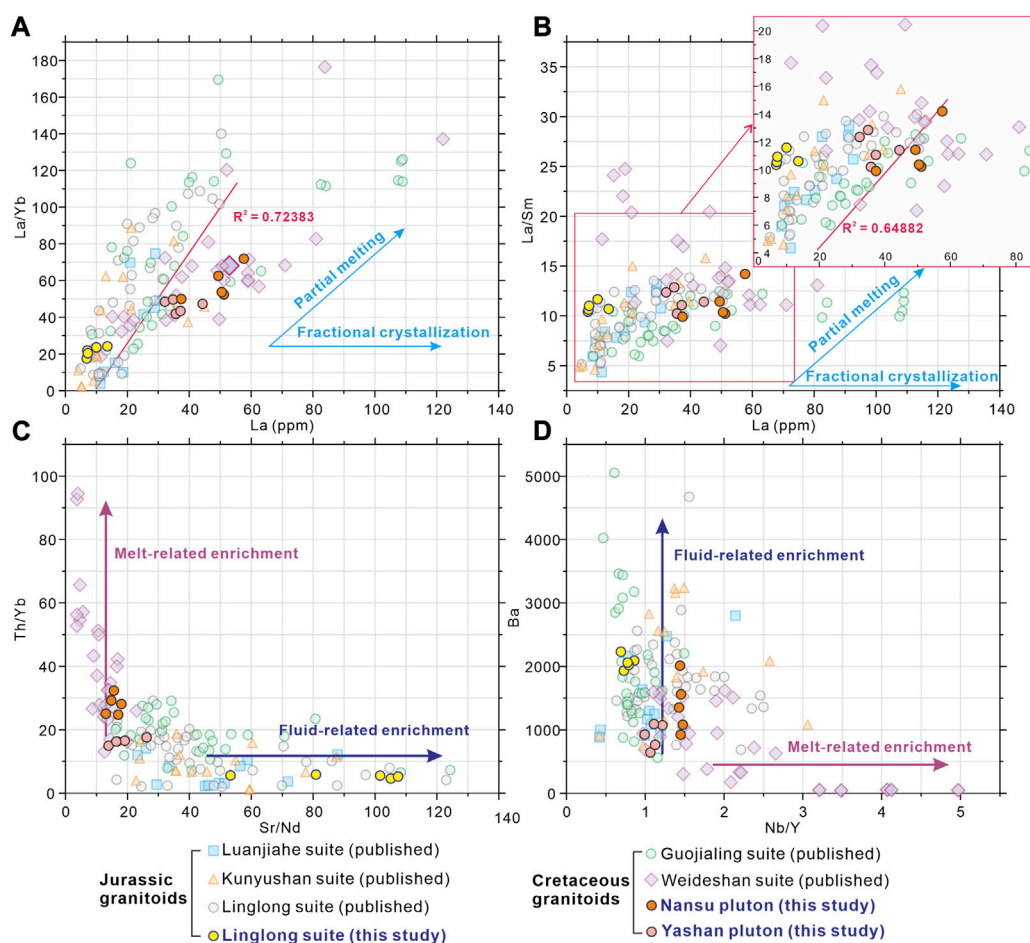 A
La/Yb
180
160
140
120
100
80
60
40
20
0
0 20 40 60 80 100 120 140
La (ppm)
R² = 0.72383
Partial melting
Fractional crystallization
B
La/Sm
35
30
25
20
15
10
5
0 20 40 60 80 100 120 140
La (ppm)
20
18
16
14
12
10
8
6
4
20 40 60 80
R² = 0.64882
Partial melting
Fractional crystallization
C
Th/Yb
100
80
60
40
20
0
0 20 40 60 80 100 120 140
Sr/Nd
Melt-related enrichment
Fluid-related enrichment
D
Ba
5000
4000
3000
2000
1000
0
0 1 2 3 4 5
Nb/Y
Fluid-related enrichment
Melt-related enrichment
Jurassic granitoids
Luanjiahe suite (published)
Kunyushan suite (published)
Linglong suite (published)
Linglong suite (this study)
Cretaceous granitoids
Guojialing suite (published)
Weideshan suite (published)
Nansu pluton (this study)
Yashan pluton (this study)